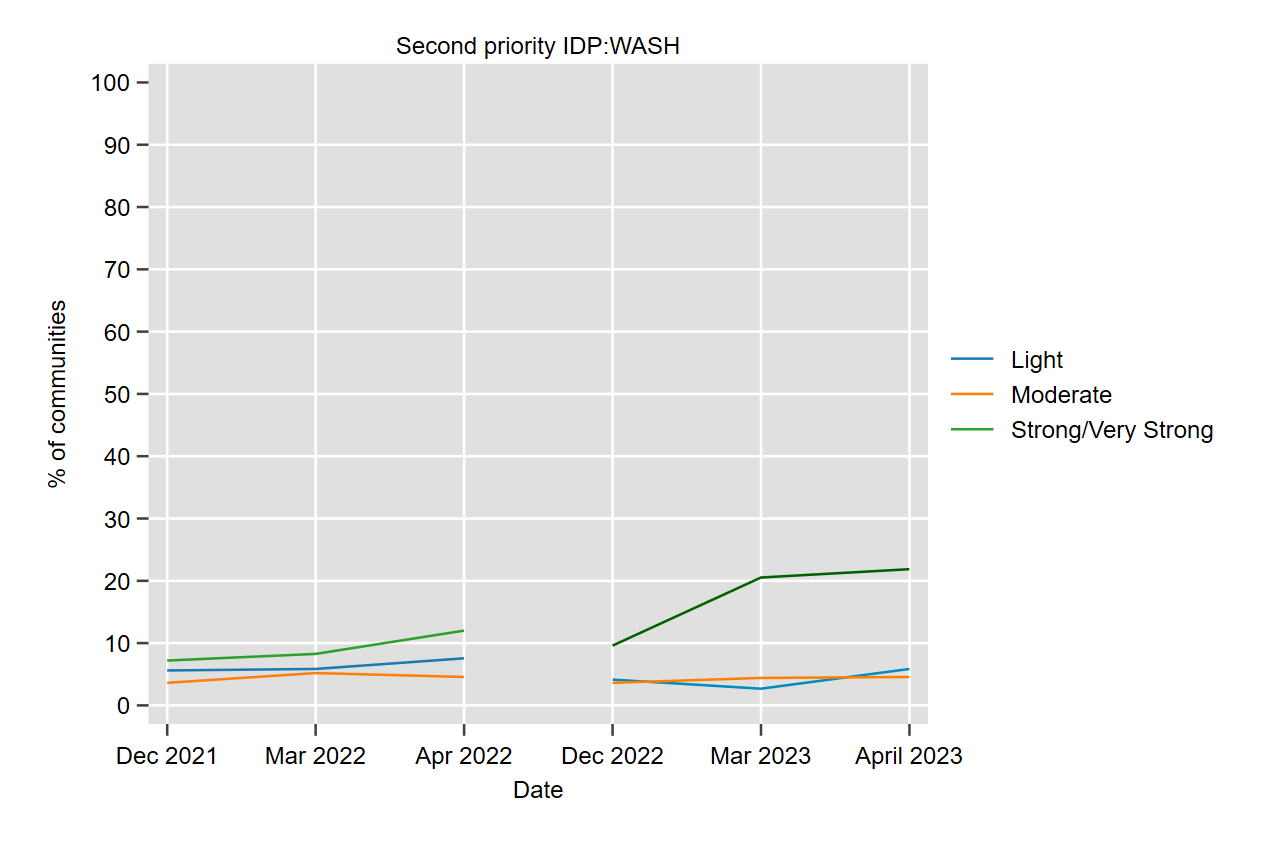 Second priority IDP:WASH
100
90
80
70
60
50
40
30
20
10
0
% of communities
Dec 2021 Mar 2022 Apr 2022 Dec 2022 Mar 2023 April 2023
Date
Light
Moderate
Strong/Very Strong